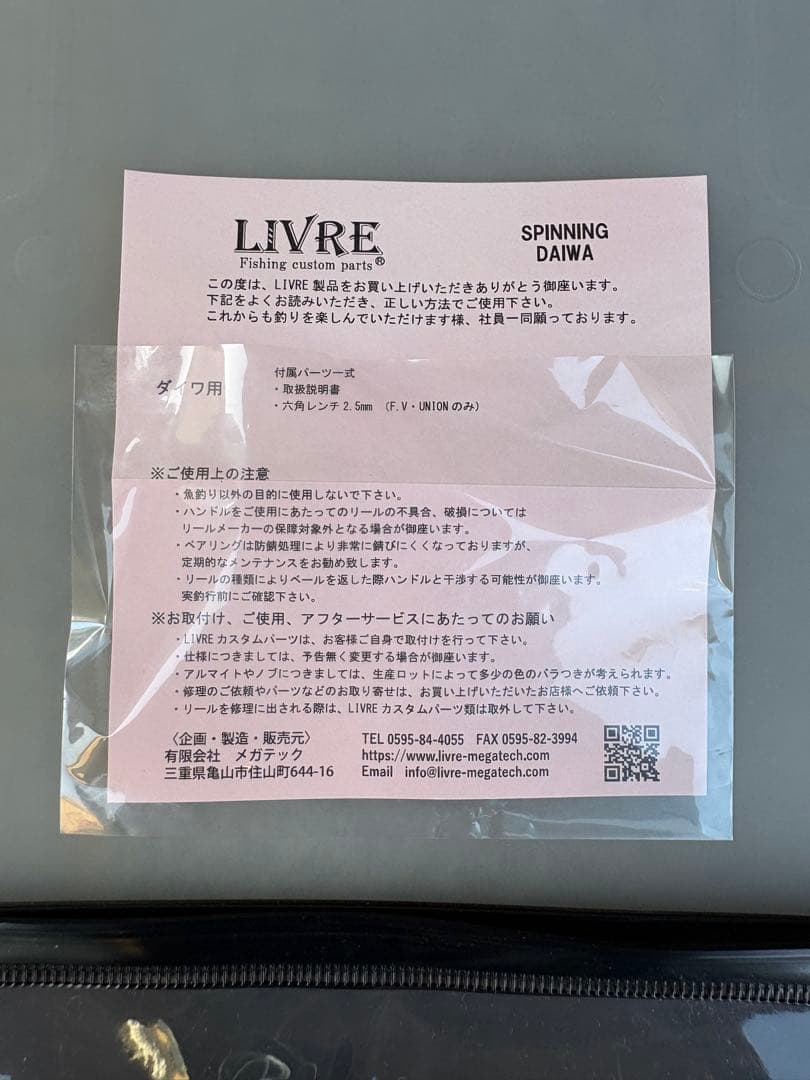 LIVRE
Fishing custom parts®
SPINNING
DAIWA
この度は、LIVRE 製品をお買い上げいただきありがとう御座います。
下記をよくお読みいただき、正しい方法でご使用下さい。
これからも釣りを楽しんでいただけます様、社員一同願っております。
ダイワ用
付属パーツ一式
・取扱説明書
・六角レンチ 2.5mm （F.V・UNION のみ）
※ご使用上の注意
・魚釣り以外の目的に使用しないで下さい。
・ハンドルをご使用にあたってのリールの不具合、破損については
リールメーカーの保障対象外となる場合が御座います。
・ベアリングは防錆処理により非常に錆びにくくなっておりますが、
定期的なメンテナンスをお勧め致します。
・リールの種類によりベールを返した際ハンドルと干渉する可能性が御座います。
実釣行前にご確認下さい。
※お取付け、ご使用、アフターサービスにあたってのお願い
・LIVRE カスタムパーツは、お客様ご自身で取付けを行って下さい。
・仕様につきましては、予告無く変更する場合が御座います。
・アルマイトやノブにつきましては、生産ロットによって多少の色のバラつきが考えられます。
・修理のご依頼やパーツなどのお取り寄せは、お買い上げいただいたお店様へご依頼下さい。
・リールを修理に出される際は、LIVRE カスタムパーツ類は取外して下さい。
〈企画・製造・販売元〉
有限会社 メガテック
三重県亀山市住山町644-16
TEL 0595-84-4055 FAX 0595-82-3994
https://www.livre-megatech.com
Email info@livre-megatech.com